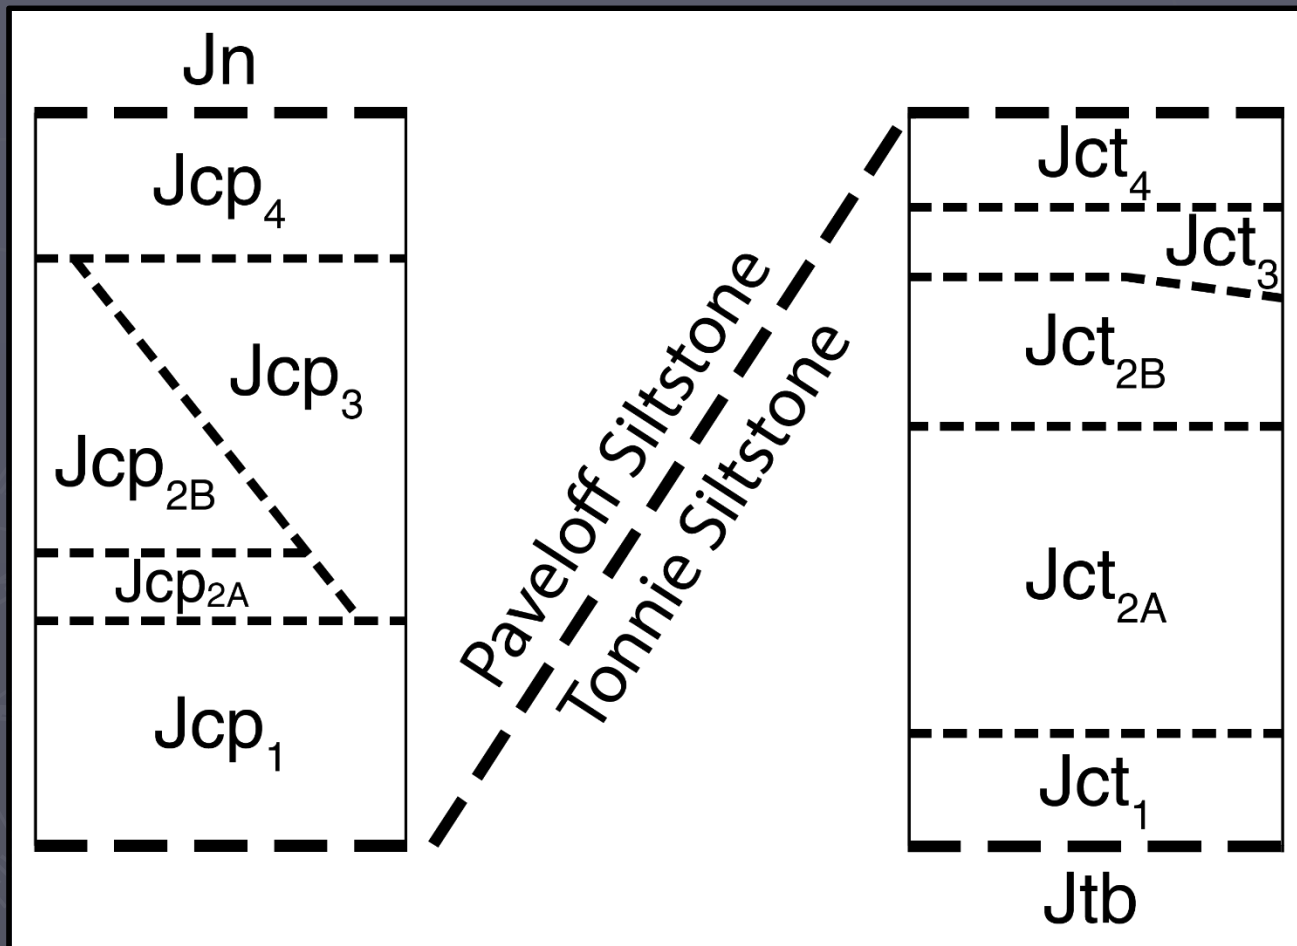 Jn
Jcp4
Jcp3
Jcp2B
Jcp2A
Jcp1
Paveloff Siltstone
Tonnie Siltstone
Jct4
Jct3
Jct2B
Jct2A
Jct1
Jtb